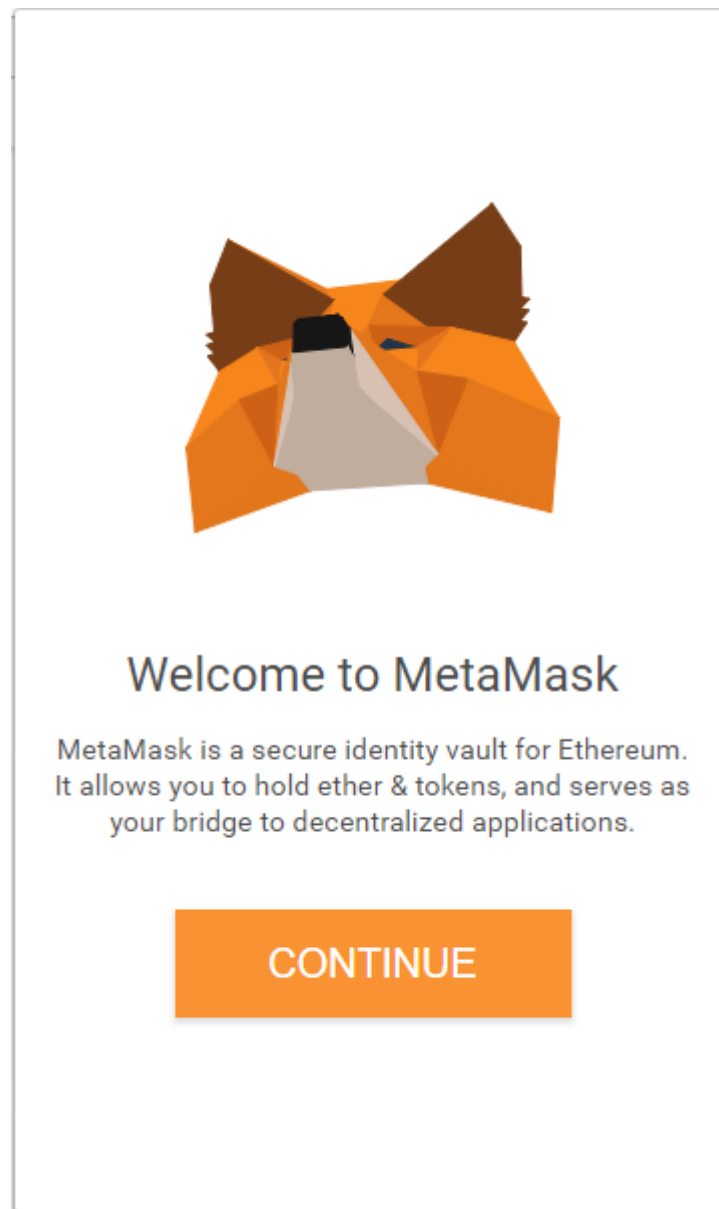 Welcome to MetaMask
MetaMask is a secure identity vault for Ethereum.
It allows you to hold ether & tokens, and serves as
your bridge to decentralized applications.
CONTINUE